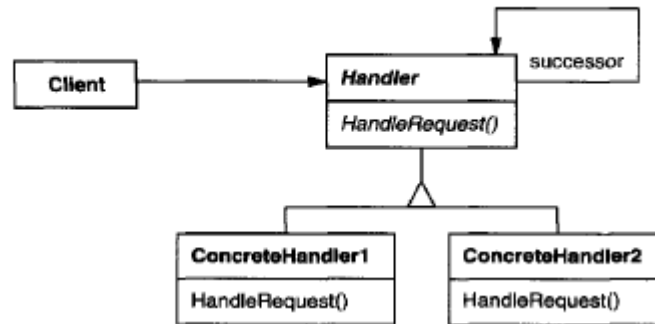 Client
Handler
successor
HandleRequest()
ConcreteHandler1
ConcreteHandler2
HandleRequest()
HandleRequest()